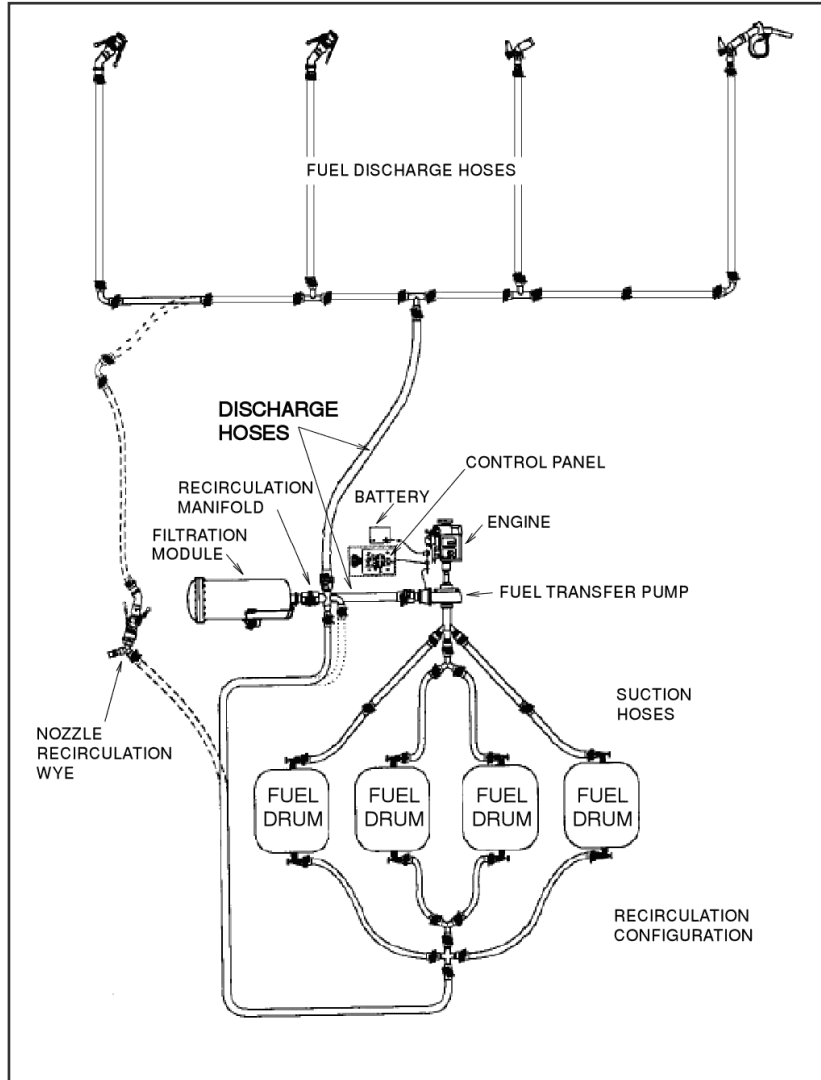 FUEL DISCHARGE HOSES
DISCHARGE
HOSES
CONTROL PANEL
RECIRCULATION
MANIFOLD
BATTERY
ENGINE
FILTRATION
MODULE
FUEL TRANSFER PUMP
SUCTION
HOSES
NOZZLE
RECIRCULATION
WYE
FUEL
DRUM
FUEL
DRUM
FUEL
DRUM
FUEL
DRUM
RECIRCULATION
CONFIGURATION